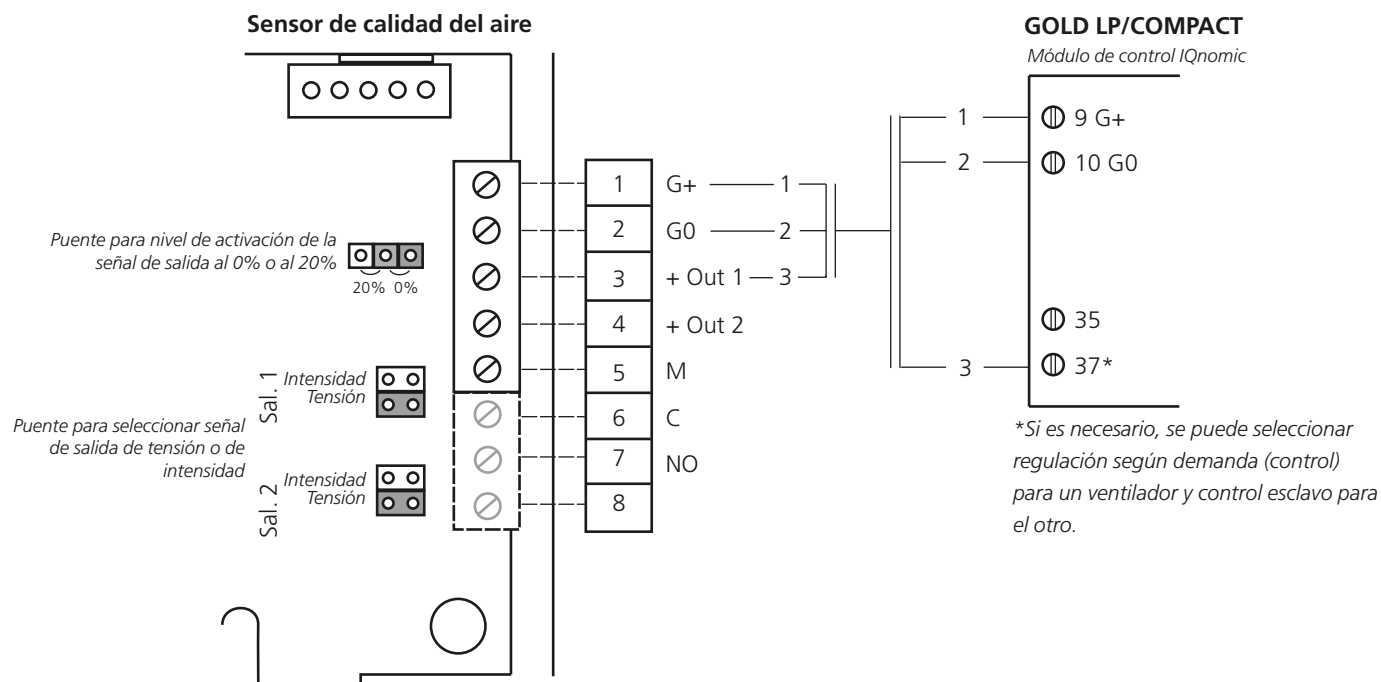 Sensor de calidad del aire
GOLD LP/COMPACT
Módulo de control IQnomic
1 9 G+
2 10 G0
1 G+ 1
2 G0 2
3 + Out 1 3
4 + Out 2
5 M
6 C
7 NO
8
35
3 37*
Puente para nivel de activación de la
señal de salida al 0% o al 20%
20% 0%
Sal. 1
Intensidad
Tensión
Puente para seleccionar señal
de salida de tensión o de
intensidad
Sal. 2
Intensidad
Tensión
*Si es necesario, se puede seleccionar
regulación según demanda (control)
para un ventilador y control esclavo para
el otro.